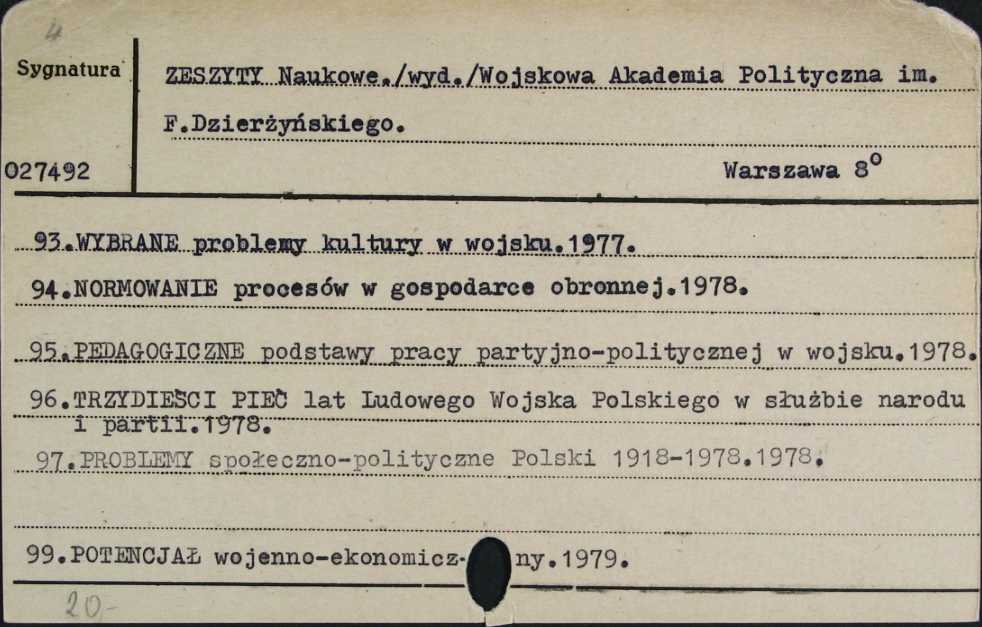 4
Sygnatura
ZESZYTY Naukowe./wyd./Wojskowa Akademia Polityczna im.
F.Dzierżyńskiego.
027492
Warszawa 8º
93.WYBRANE problemy kultury w wojsku.1977.
94.NORMOWANIE procesów w gospodarce obronnej.1978.
95.PEDAGOGICZNE podstawy pracy partyjno-politycznej w wojsku.1978.
96.TRZYDIEŚCI PIEĆ lat Ludowego Wojska Polskiego w służbie narodu
i partii.1978.
97.PROBLEMY społeczno-polityczne Polski 1918-1978.1978.
99.POTENCJAŁ wojenno-ekonomicz- ny.1979.
20-